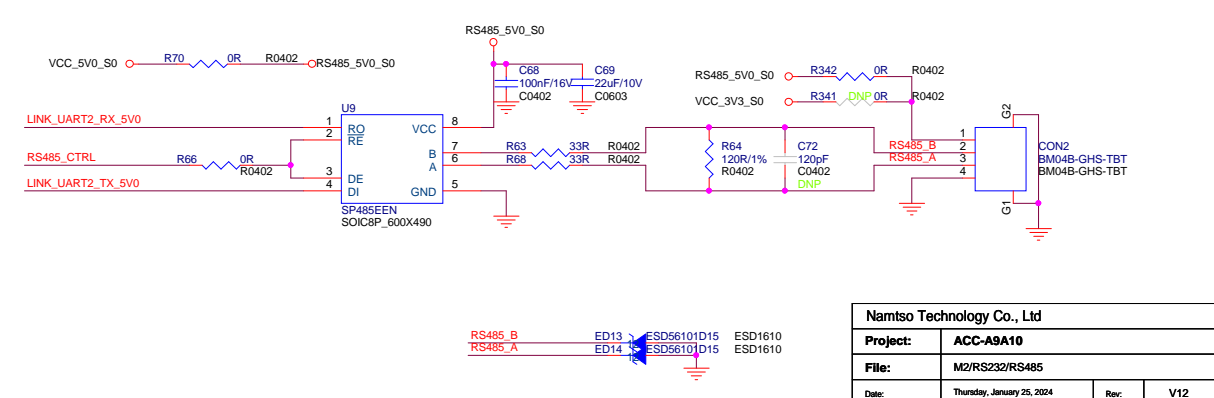 RS485_5V0_S0
VCC_5V0_S0 R70 0R R0402 RS485_5V0_S0
C68 100nF/16V C0402
C69 22uF/10V C0603
RS485_5V0_S0 R342 0R R0402
VCC_3V3_S0 R341 DNP 0R R0402
U9
LINK_UART2_RX_5V0 1 RO VCC 8
2 RE
RS485_CTRL R66 0R R0402
3 DE
LINK_UART2_TX_5V0 4 DI
B 7 R63 33R R0402
A 6 R68 33R R0402
GND 5
SP485EEN
SOIC8P_600X490
R64
120R/1%
R0402
C72
120pF
C0402
DNP
RS485_B
RS485_A
1
2
3
4
G2
G1
CON2
BM04B-GHS-TBT
BM04B-GHS-TBT
RS485_B ED13 ESD56101D15 ESD1610
RS485_A ED14 ESD56101D15 ESD1610
Namtso Technology Co., Ltd
Project: ACC-A9A10
File: M2/RS232/RS485
Date: Thursday, January 25, 2024 Rev: V12